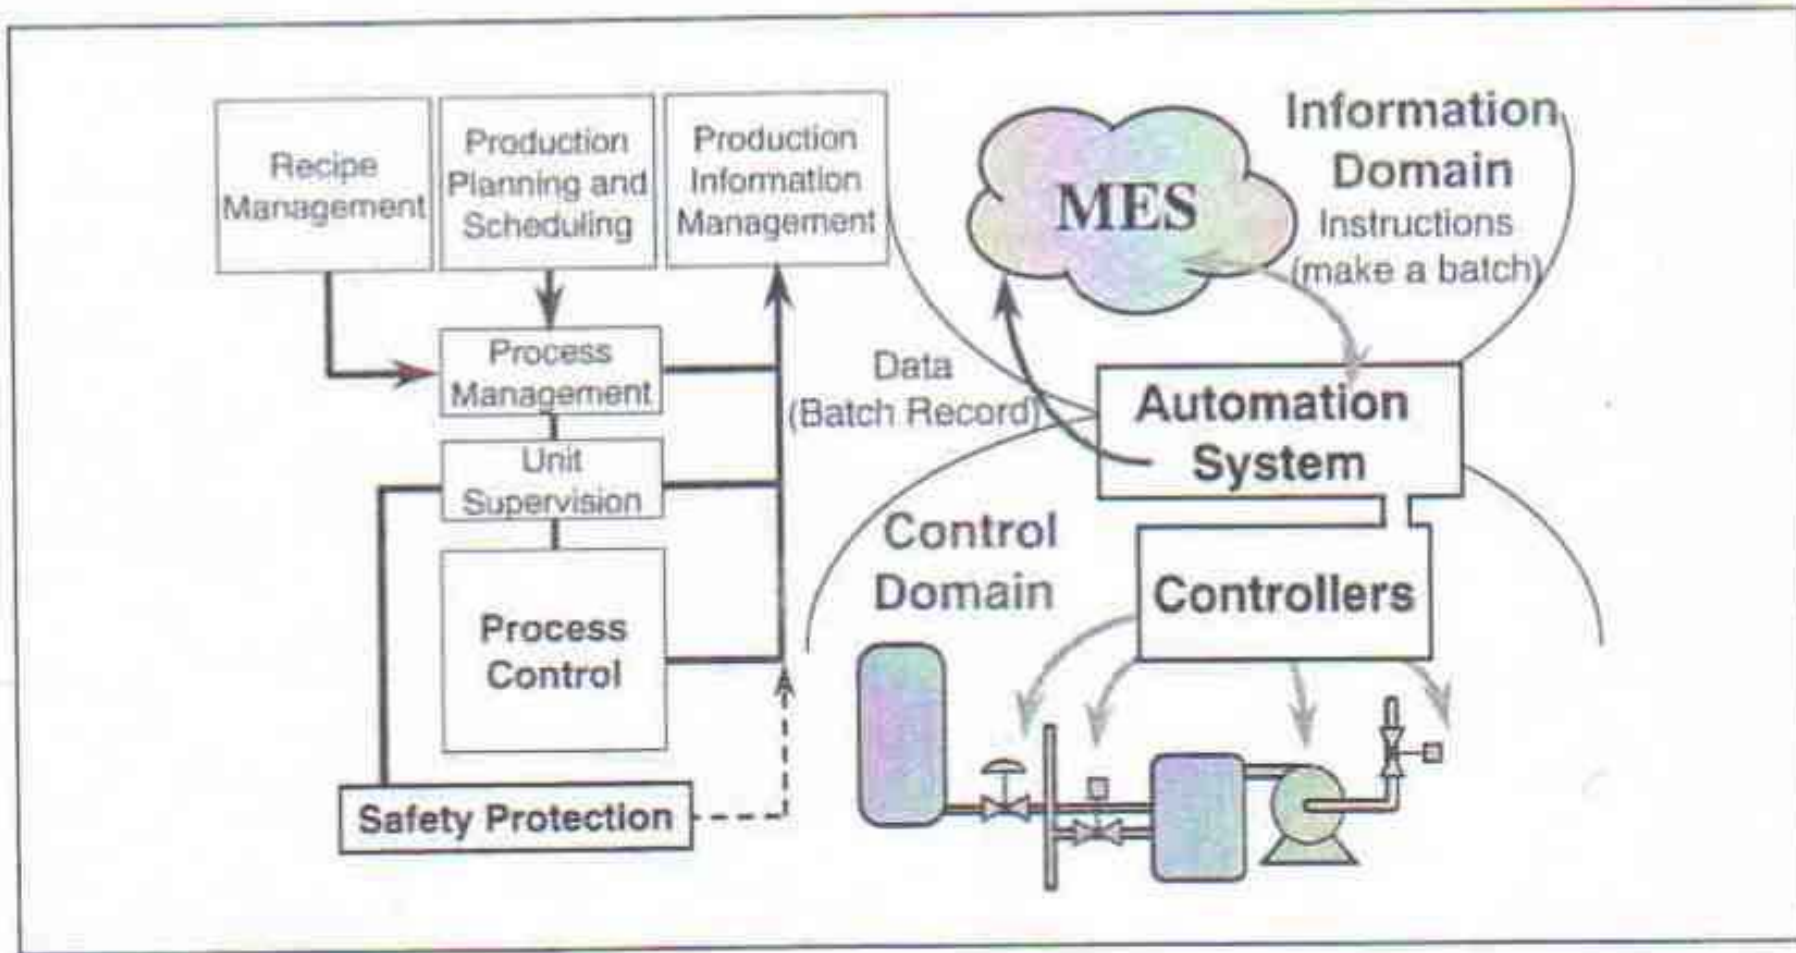 Recipe
Management
Production
Planning and
Scheduling
Production
Information
Management
Process
Management
Unit
Supervision
Process
Control
Safety Protection
MES
Information
Domain
Instructions
(make a batch)
Data
(Batch Record)
Automation
System
Control
Domain
Controllers